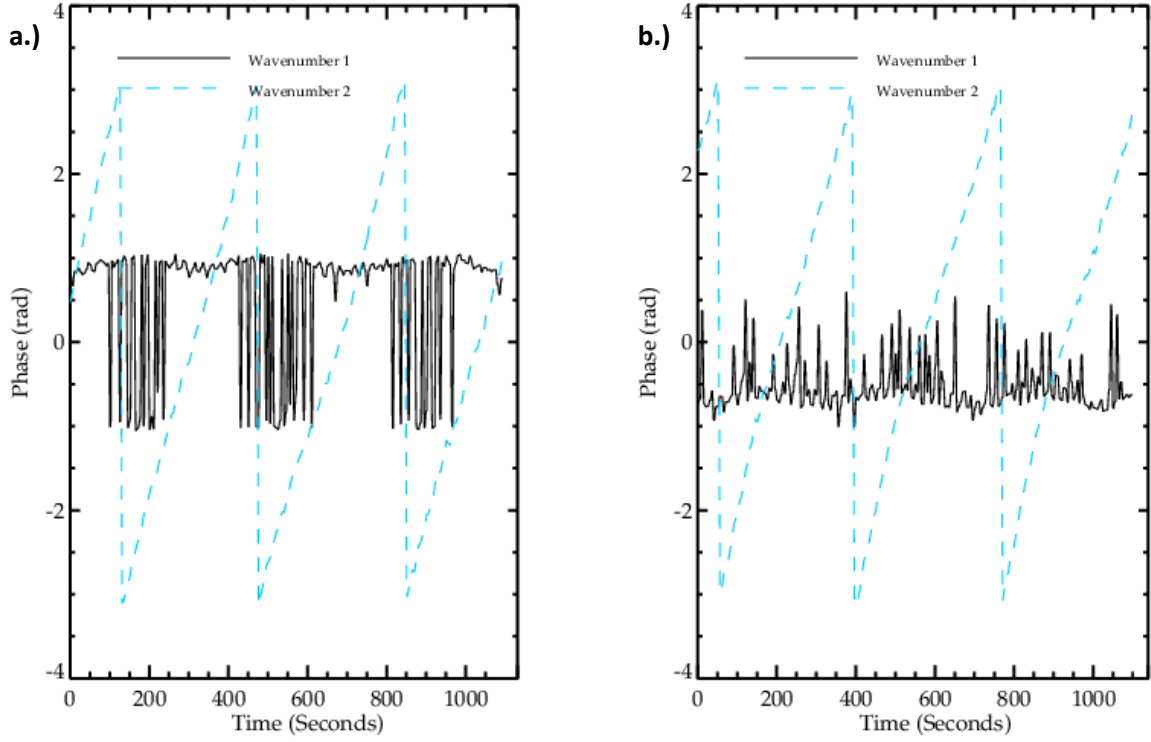 a.)
4
2
0
-2
-4
Phase (rad)
Wavenumber 1
Wavenumber 2
0
200
400
600
800
1000
Time (Seconds)
b.)
4
2
0
-2
-4
Phase (rad)
Wavenumber 1
Wavenumber 2
0
200
400
600
800
1000
Time (Seconds)